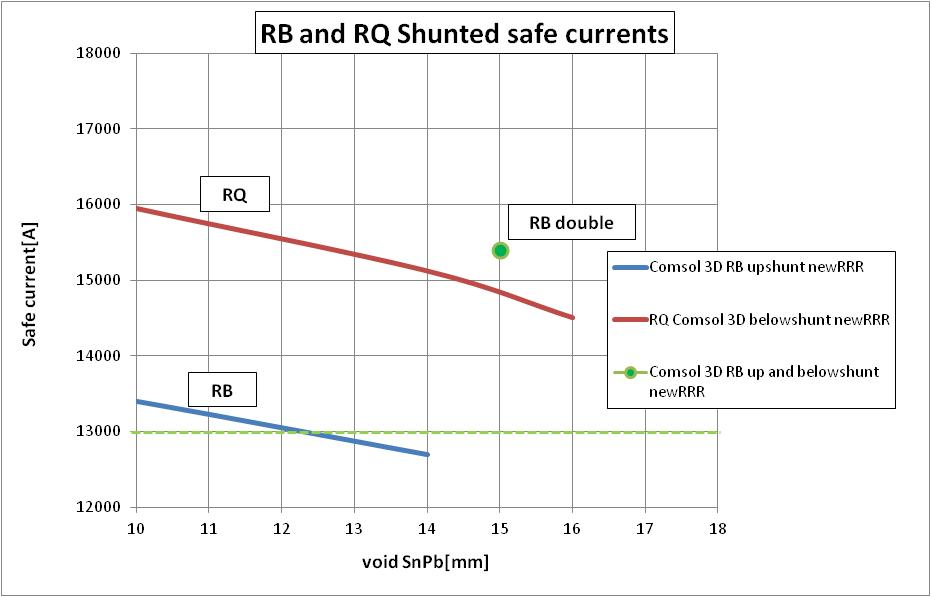 RB and RQ Shunted safe currents
18000
17000
16000
15000
14000
13000
12000
Safe current[A]
RQ
RB double
RB
Comsol 3D RB upshunt newRRR
RQ Comsol 3D belowshunt newRRR
Comsol 3D RB up and belowshunt
newRRR
10 11 12 13 14 15 16 17 18
void SnPb[mm]